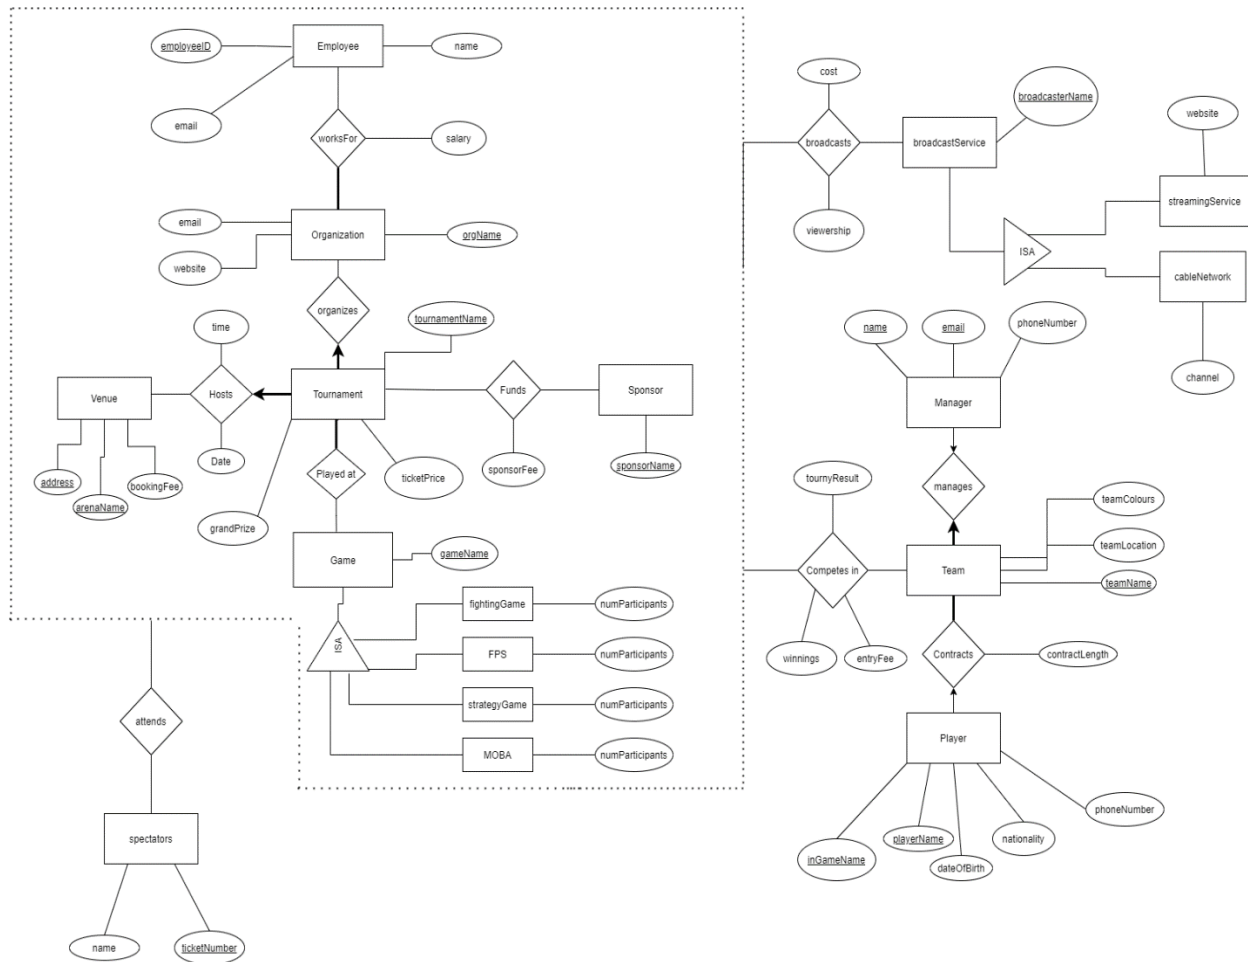 employeeID
Employee
name
email
worksFor
salary
email
Organization
orgName
website
organizes
time
tournamentName
Venue
Hosts
Tournament
Funds
Sponsor
address
arenaName
bookingFee
Date
Played at
ticketPrice
sponsorFee
sponsorName
grandPrize
Game
gameName
ISA
fightingGame
numParticipants
FPS
numParticipants
strategyGame
numParticipants
MOBA
numParticipants
attends
spectators
name
ticketNumber
cost
broadcasterName
website
broadcasts
broadcastService
streamingService
viewership
ISA
cableNetwork
channel
name
email
phoneNumber
Manager
manages
tournyResult
teamColours
teamLocation
Competes in
Team
teamName
winnings
entryFee
Contracts
contractLength
Player
phoneNumber
inGameName
playerName
dateOfBirth
nationality